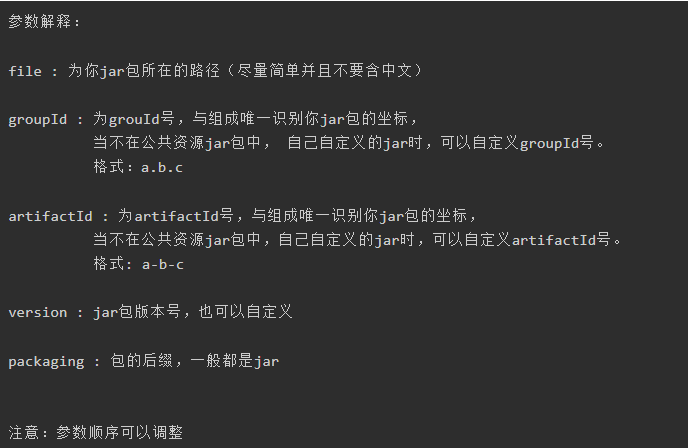 参数解释：
file : 为你jar包所在的路径（尽量简单并且不要含中文）
groupId : 为grouId号，与组成唯一识别你jar包的坐标，
当不在公共资源jar包中， 自己自定义的jar时，可以自定义groupId号。
格式：a.b.c
artifactId : 为artifactId号，与组成唯一识别你jar包的坐标，
当不在公共资源jar包中，自己自定义的jar时，可以自定义artifactId号。
格式: a-b-c
version : jar包版本号，也可以自定义
packaging : 包的后缀，一般都是jar
注意：参数顺序可以调整